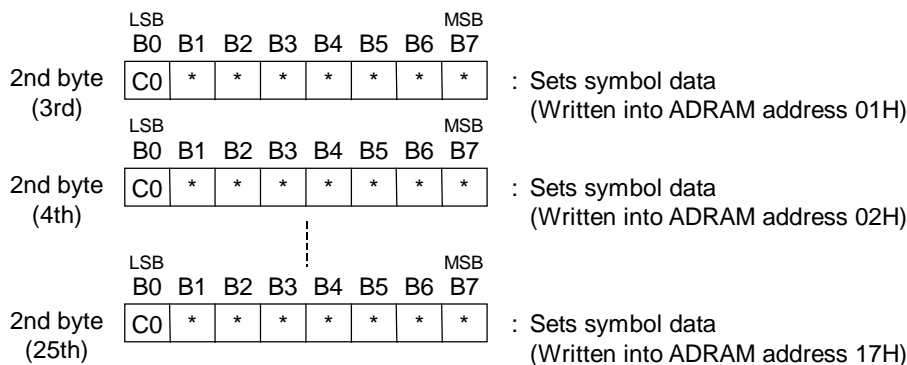 LSB MSB
B0 B1 B2 B3 B4 B5 B6 B7
2nd byte C0 * * * * * * * : Sets symbol data
(3rd) (Written into ADRAM address 01H)
LSB MSB
B0 B1 B2 B3 B4 B5 B6 B7
2nd byte C0 * * * * * * * : Sets symbol data
(4th) (Written into ADRAM address 02H)
LSB MSB
B0 B1 B2 B3 B4 B5 B6 B7
2nd byte C0 * * * * * * * : Sets symbol data
(25th) (Written into ADRAM address 17H)